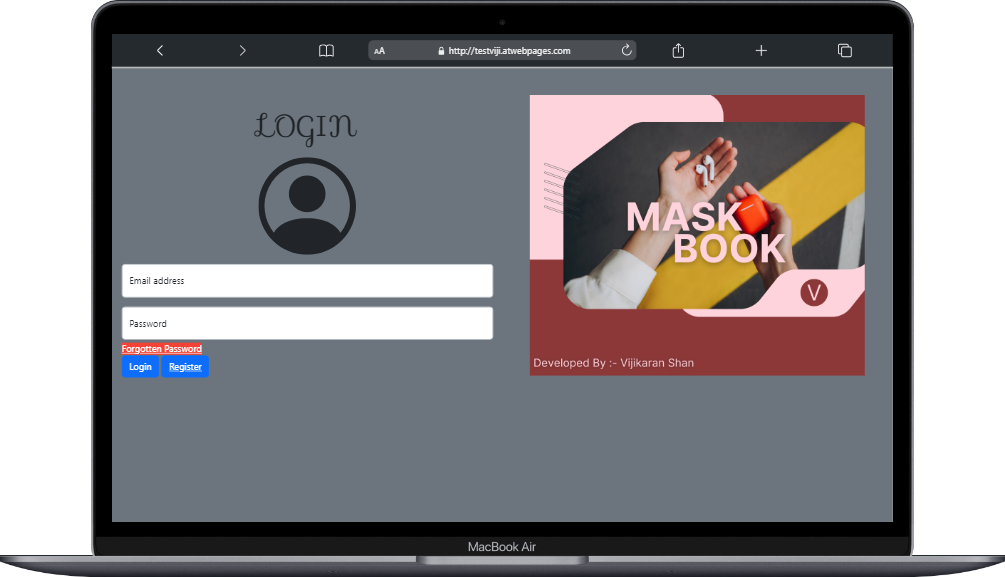 AA
http://testviji.atwebpages.com
LOGIN
Email address
Password
Forgotten Password
Login
Register
MASK
BOOK
V
Developed By :- Vijikaran Shan
MacBook Air